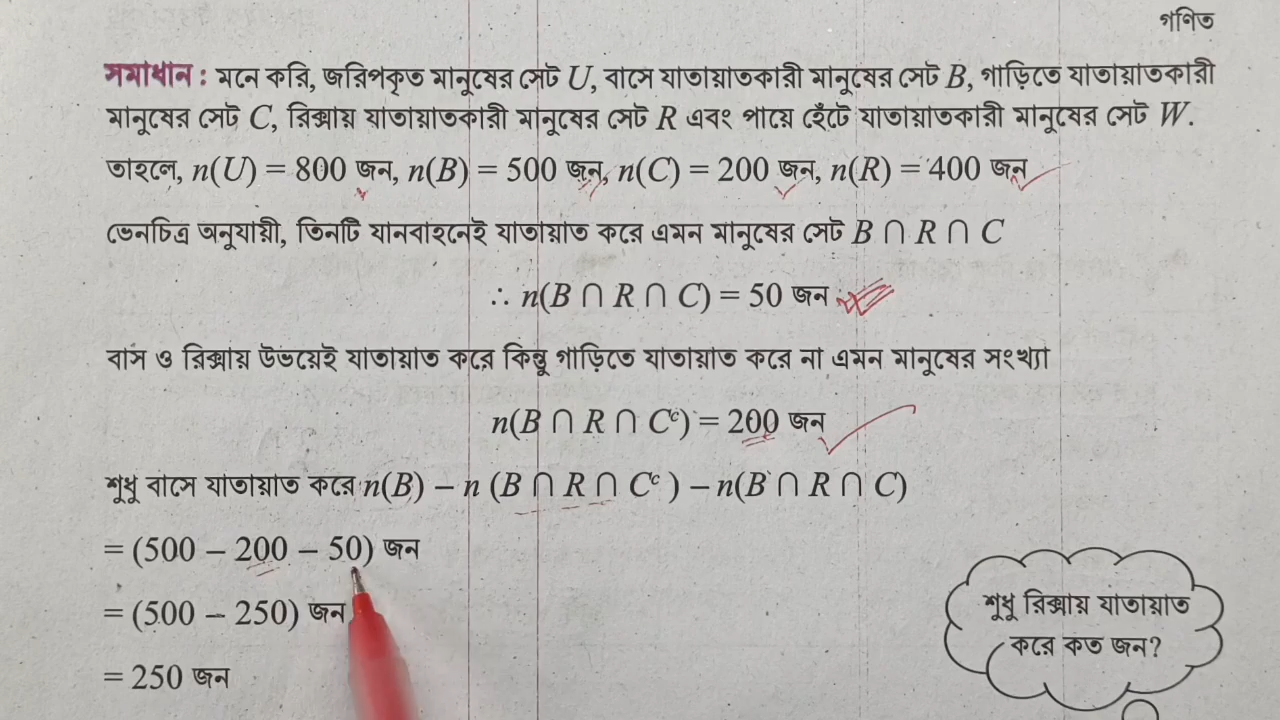 গণিত
সমাধান : মনে করি, জরিপকৃত মানুষের সেট U, বাসে যাতায়াতকারী মানুষের সেট B, গাড়িতে যাতায়াতকারী
মানুষের সেট C, রিক্সায় যাতায়াতকারী মানুষের সেট R এবং পায়ে হেঁটে যাতায়াতকারী মানুষের সেট W.
তাহলে, n(U) = 800 জন, n(B) = 500 জন, n(C) = 200 জন, n(R) = 400 জন
ভেনচিত্র অনুযায়ী, তিনটি যানবাহনেই যাতায়াত করে এমন মানুষের সেট B ∩ R ∩ C
∴ n(B ∩ R ∩ C) = 50 জন
বাস ও রিক্সায় উভয়েই যাতায়াত করে কিন্তু গাড়িতে যাতায়াত করে না এমন মানুষের সংখ্যা
n(B ∩ R ∩ Cᶜ) = 200 জন
শুধু বাসে যাতায়াত করে n(B) – n (B ∩ R ∩ Cᶜ ) – n(B ∩ R ∩ C)
= (500 – 200 – 50) জন
= (500 – 250) জন
= 250 জন
শুধু রিক্সায় যাতায়াত
করে কত জন?